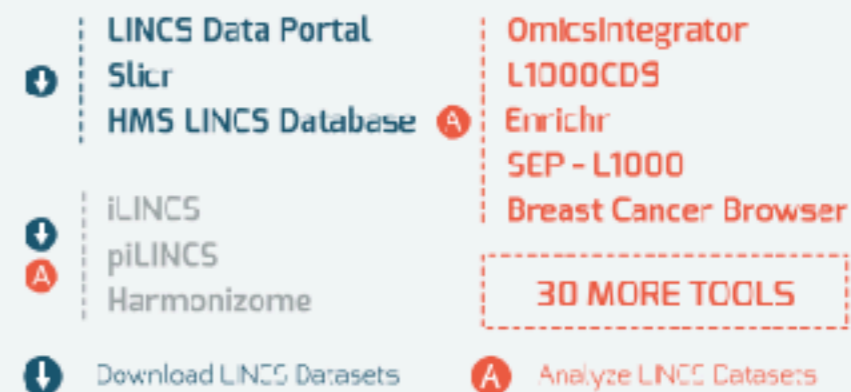 LINCS Data Portal
Slicr
HMS LINCS Database
iLINCS
piLINCS
Harmonizome
A
A
OmicsIntegrator
L1000CDS
Enrichr
SEP - L1000
Breast Cancer Browser
30 MORE TOOLS
Download LINCS Datasets
A Analyze LINCS Datasets